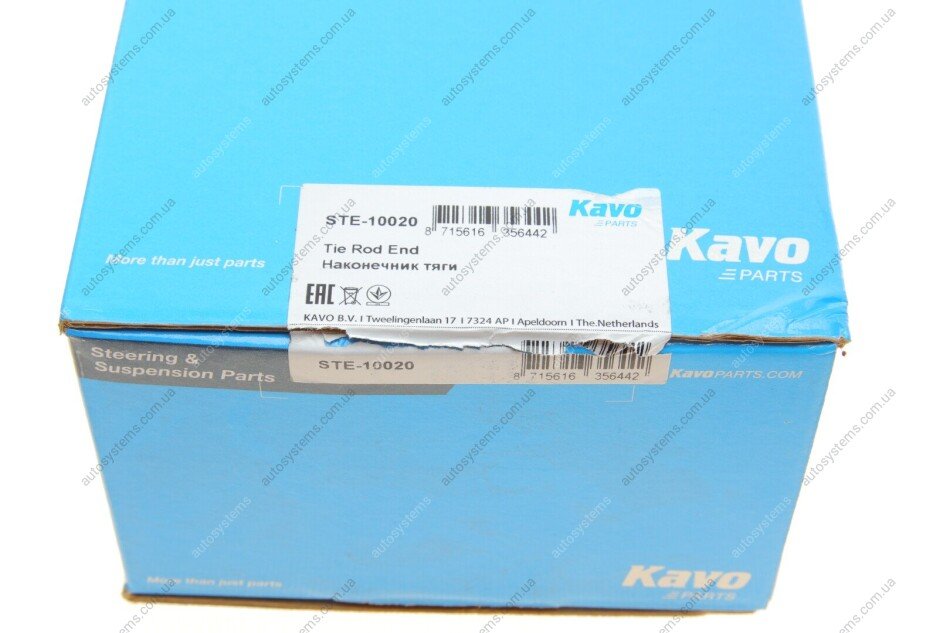 STE-10020
8 715616 356442
Kavo
PARTS
Tie Rod End
Наконечник тяги
EAC
KAVO B.V. I Tweelingenlaan 17 I 7324 AP I Apeldoorn I The.Netherlands
More than just parts
Kavo
PARTS
Steering &
Suspension Parts
STE-10020
8 715616 356442
KavoPARTS.COM
More than just parts
Kavo
PARTS
autosystems.com.ua